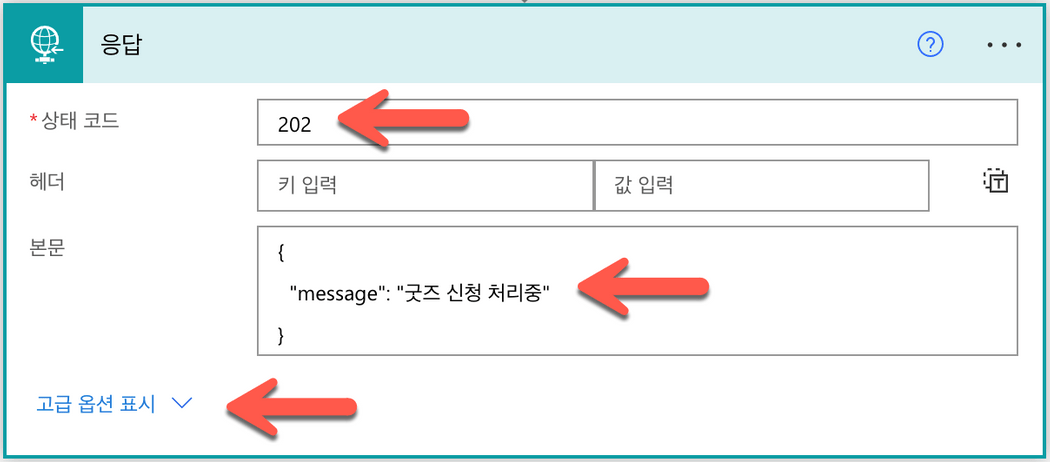 응답
?
*상태 코드
202
헤더
키 입력
값 입력
T
본문
{
"message": "굿즈 신청 처리중"
}
고급 옵션 표시